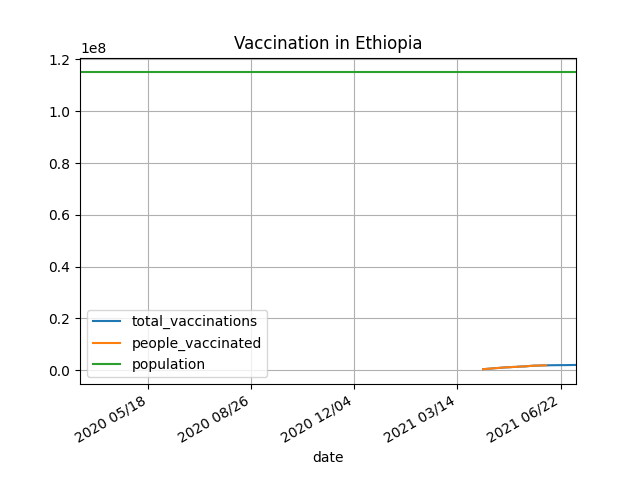 Vaccination in Ethiopia
1e8
1.2
1.0
0.8
0.6
0.4
0.2
0.0
total_vaccinations
people_vaccinated
population
2020 05/18
2020 08/26
2020 12/04
2021 03/14
2021 06/22
date